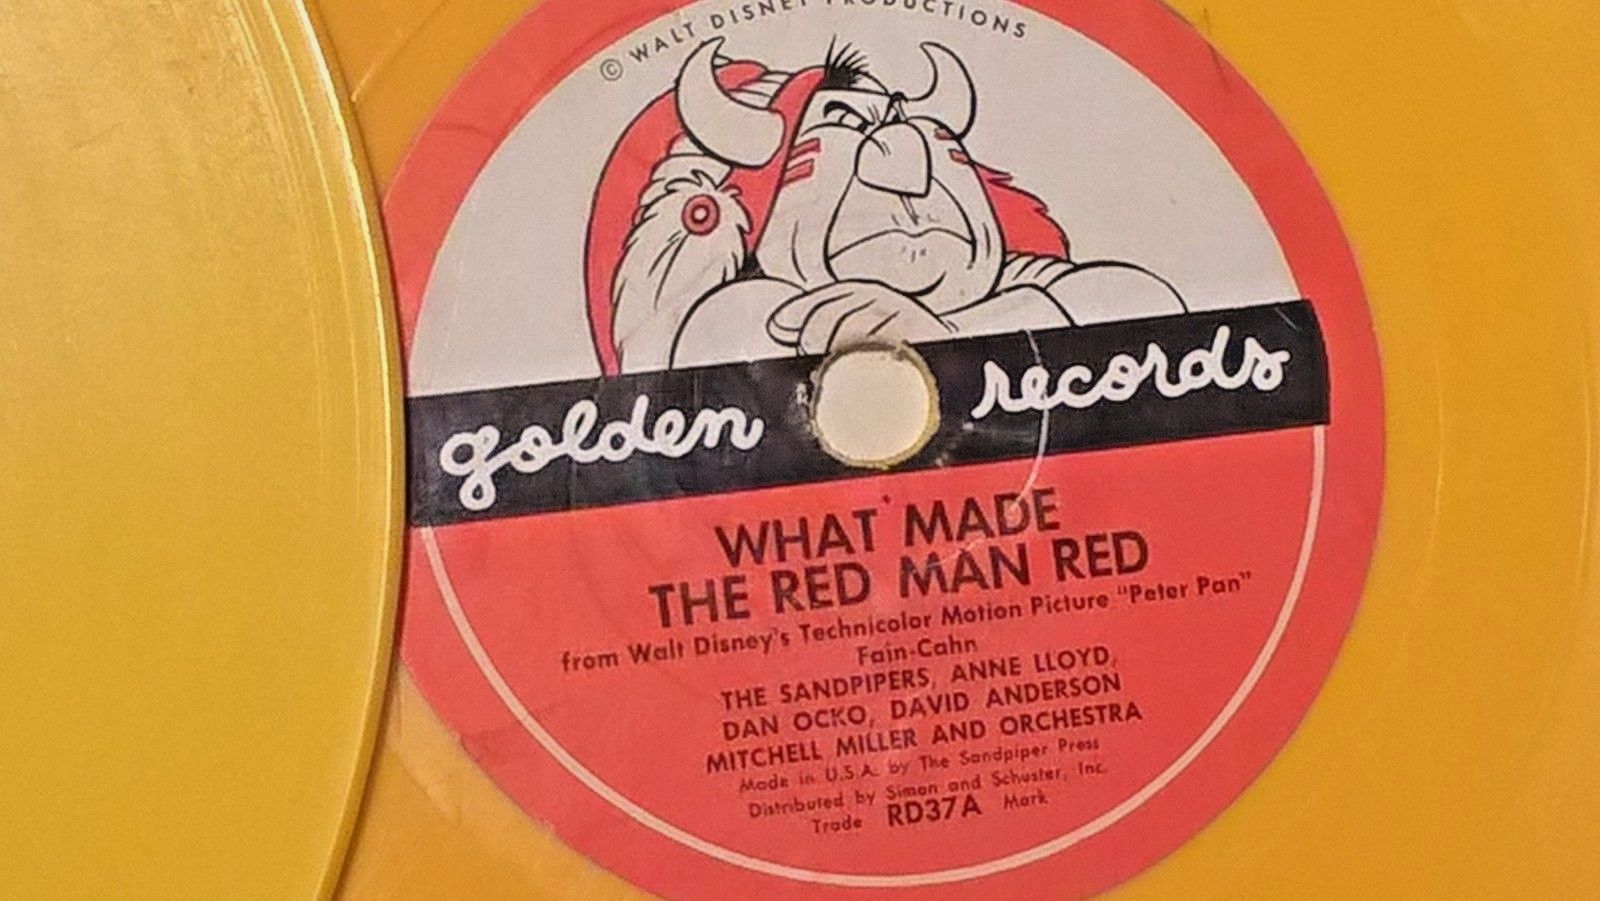 © WALT DISNEY PRODUCTIONS
golden records
WHAT MADE
THE RED MAN RED
from Walt Disney's Technicolor Motion Picture "Peter Pan"
Fain-Cahn
THE SANDPIPERS, ANNE LLOYD,
DAN OCKO, DAVID ANDERSON
MITCHELL MILLER AND ORCHESTRA
Made in U.S.A. by The Sandpiper Press
Distributed by Simon and Schuster, Inc.
Trade RD37A Mark